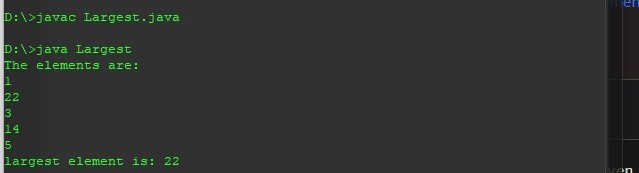 D:\>javac Largest.java
D:\>java Largest
The elements are:
1
22
3
14
5
largest element is: 22